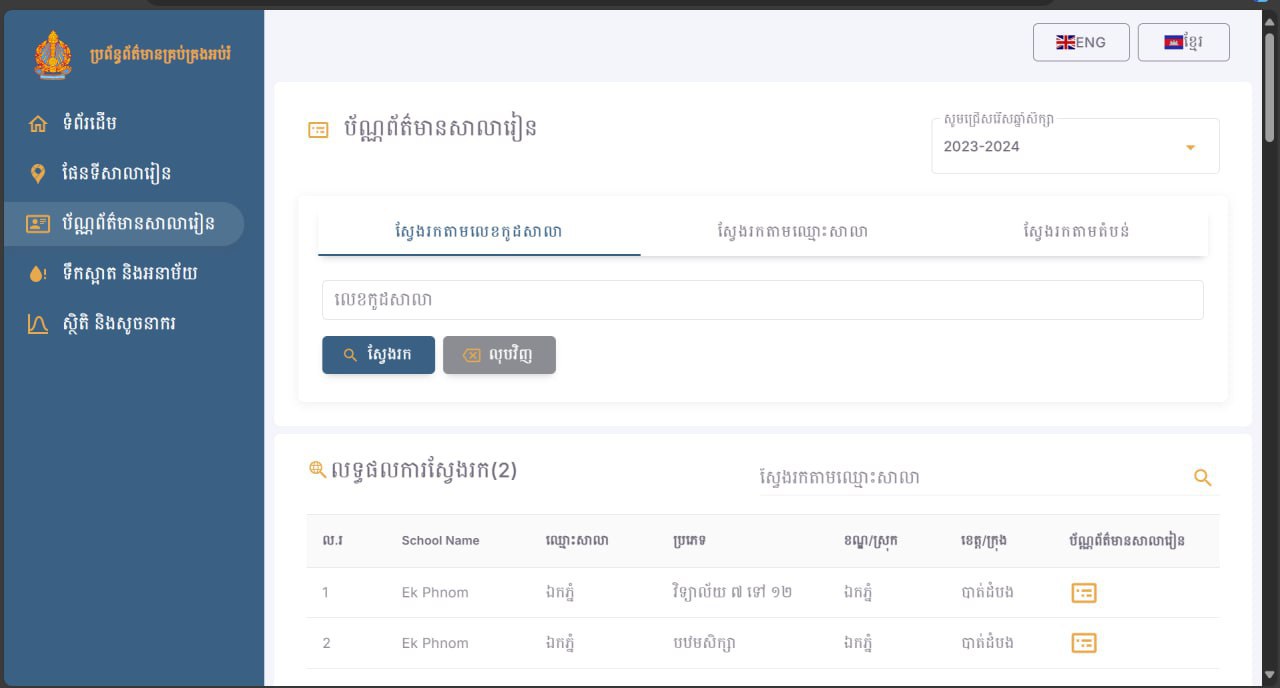 ENG
ខ្មែរ
ប្រព័ន្ធព័ត៌មានគ្រប់គ្រងអប់រំ
ទំព័រដើម
ផែនទីសាលារៀន
ប័ណ្ណព័ត៌មានសាលារៀន
ទឹកស្អាត និងអនាម័យ
ស្ថិតិ និងសូចនាករ
ប័ណ្ណព័ត៌មានសាលារៀន
សូមជ្រើសរើសឆ្នាំសិក្សា
2023-2024
ស្វែងរកតាមលេខកូដសាលា ស្វែងរកតាមឈ្មោះសាលា ស្វែងរកតាមតំបន់
លេខកូដសាលា
ស្វែងរក លុបវិញ
លទ្ធផលការស្វែងរក(2) ស្វែងរកតាមឈ្មោះសាលា
ល.រ School Name ឈ្មោះសាលា ប្រភេទ ខណ្ឌ/ស្រុក ខេត្ត/ក្រុង ប័ណ្ណព័ត៌មានសាលារៀន
1 Ek Phnom ឯកភ្នំ វិទ្យាល័យ ៧ ទៅ ១២ ឯកភ្នំ បាត់ដំបង
2 Ek Phnom ឯកភ្នំ បឋមសិក្សា ឯកភ្នំ បាត់ដំបង